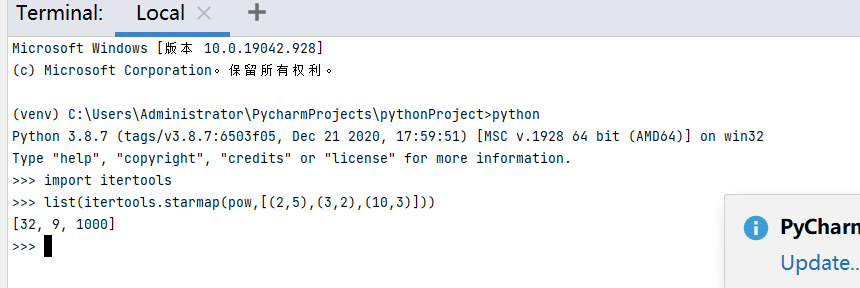 Terminal: Local × +
Microsoft Windows [版本 10.0.19042.928]
(c) Microsoft Corporation。保留所有权利。
(venv) C:\Users\Administrator\PycharmProjects\pythonProject>python
Python 3.8.7 (tags/v3.8.7:6503f05, Dec 21 2020, 17:59:51) [MSC v.1928 64 bit (AMD64)] on win32
Type "help", "copyright", "credits" or "license" for more information.
>>> import itertools
>>> list(itertools.starmap(pow,[(2,5),(3,2),(10,3)]))
[32, 9, 1000]
>>>
PyCharm
Update..